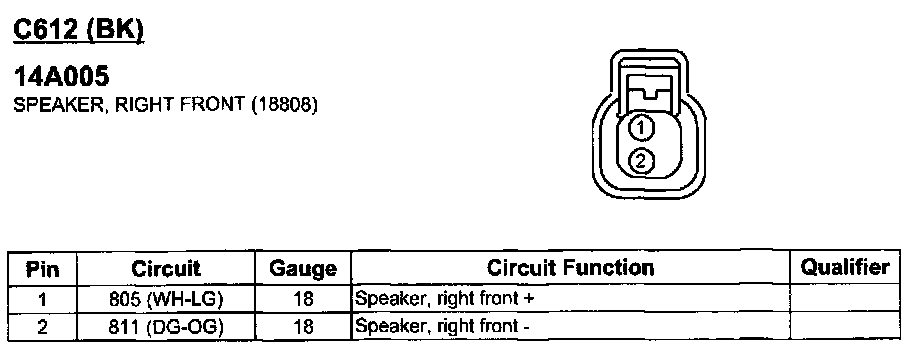 C612 (BK)
14A005
SPEAKER, RIGHT FRONT (18808)
1
2
Pin Circuit Gauge Circuit Function Qualifier
1 805 (WH-LG) 18 Speaker, right front +
2 811 (DG-OG) 18 Speaker, right front -